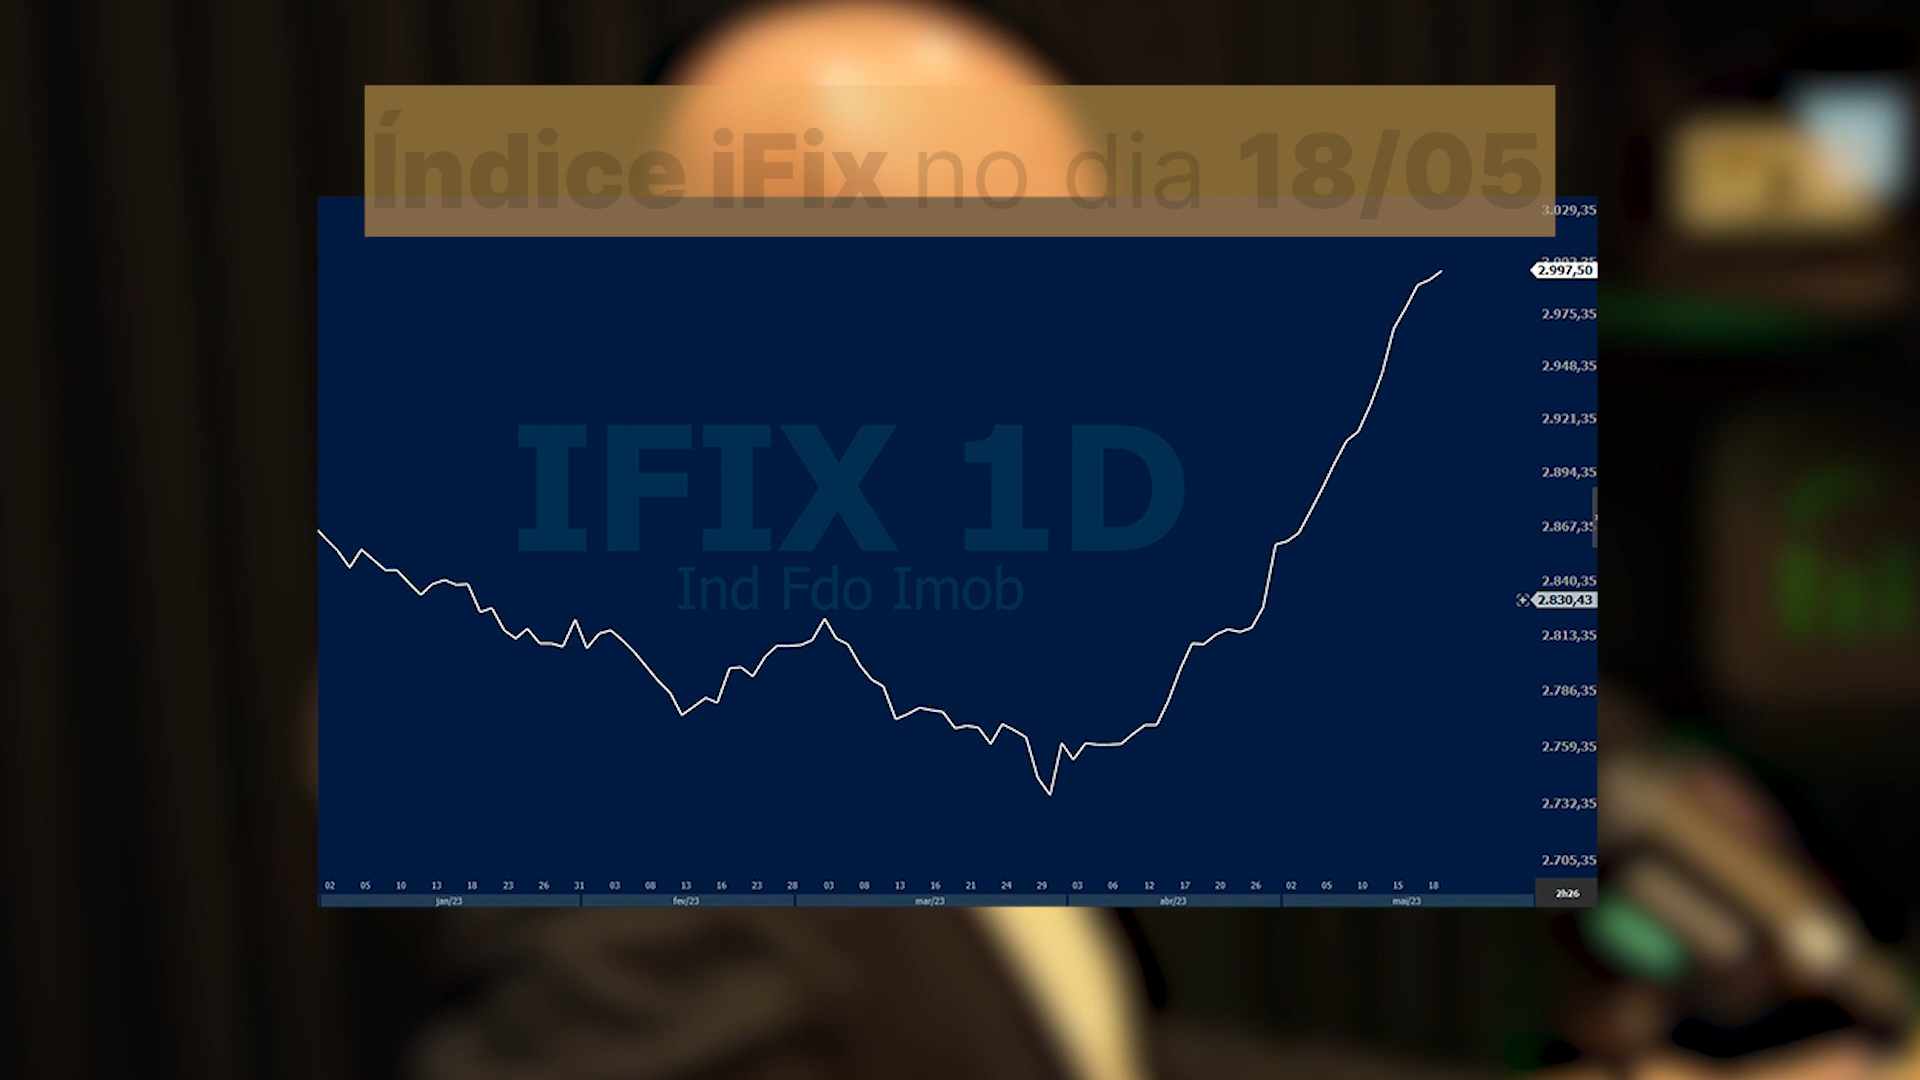 Índice iFix no dia 18/05
3.029,35
2.997,50
2.975,35
2.948,35
2.921,35
IFIX 1D
2.894,35
2.867,35
Ind Fdo Imob
2.840,35
2.830,43
2.813,35
2.786,35
2.759,35
2.732,35
2.705,35
02 05 10 13 18 23 26 31 03 08 13 16 23 28 03 08 13 16 21 24 29 03 06 12 17 20 26 02 05 10 15 18
2h26
jan/23 fev/23 mar/23 abr/23 mai/23